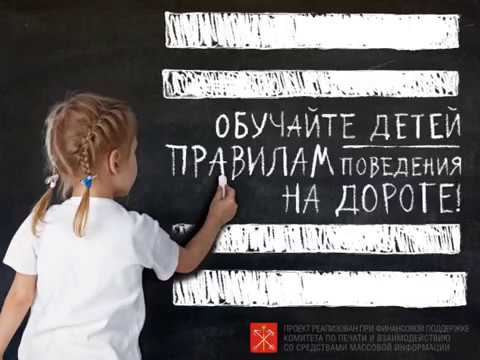 ОБУЧАЙТЕ ДЕТЕЙ
ПРАВИЛАМ ПОВЕДЕНИЯ
НА ДОРОГЕ!
ПРОЕКТ РЕАЛИЗОВАН ПРИ ФИНАНСОВОЙ ПОДДЕРЖКЕ
КОМИТЕТА ПО ПЕЧАТИ И ВЗАИМОДЕЙСТВИЮ
СО СРЕДСТВАМИ МАССОВОЙ ИНФОРМАЦИИ